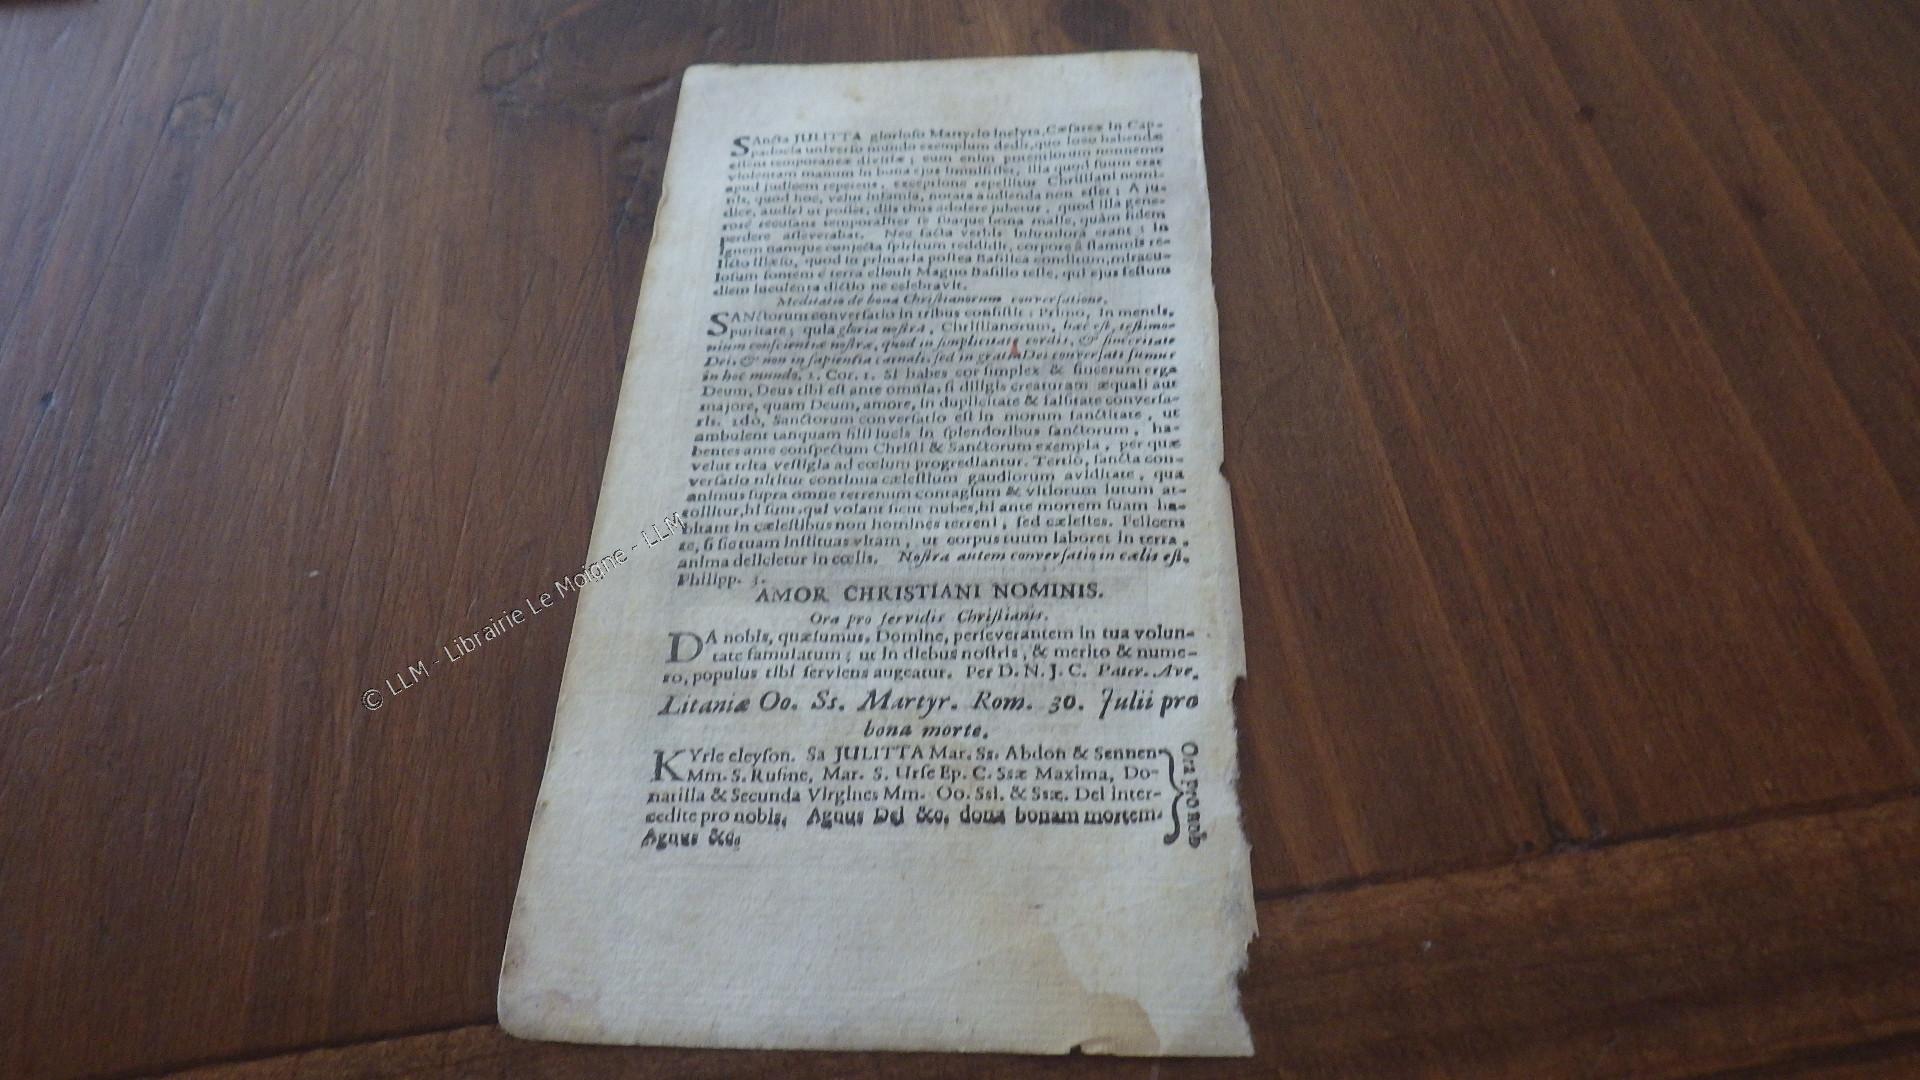 SAncta JULITTA glorioso Martyrio inclyta, Cæsareæ in Cap-
padocia universo mundo exemplum dedit, quo loco habendæ
essent temporaneæ divitiæ; cum enim potentiorum nonnemo
violentam manum in bona ejus immisisset, illa quod suum erat
apud judicem repetens, exceptione repellitur Christiani nomi-
nis, quod hoc, velut infamia, notata audienda non esset: A ju-
dice, audiri ut posset, diis thus adolere jubetur, quod illa gene-
rosè recusans temporaliter se suaque bona malle, quàm fidem
perdere asseverabat. Nec facta verbis inferiora erant: in
ignem namque conjecta spiritum reddidit, corpore à flammis re-
licto illæso, quod in primaria postea Basilica conditum, miracu-
losum fontem è terra elicuit Magno Basilio teste, qui ejus festum
diem luculenta dictione celebravit.
Meditatio de bona Christianorum conversatione.
SANctorum conversatio in tribus consistit: Primo, in mentis
puritate; quia gloria nostra, Christianorum, hæc est, testimo-
nium conscientiæ nostræ, quod in simplicitate cordis, & sinceritate
Dei, & non in sapientia carnali, sed in gratia Dei conversati sumus
in hoc mundo, 2. Cor. 1. Si habes cor simplex & sincerum erga
Deum, Deus tibi est ante omnia: si diligis creaturam æquali aut
majore, quam Deum, amore, in duplicitate & falsitate conversa-
ris. 2dò, Sanctorum conversatio est in morum sanctitate, ut
ambulent tanquam filii lucis in splendoribus sanctorum, ha-
bentes ante conspectum Christi & Sanctorum exempla, per quæ
velut trita vestigia ad cœlum progrediantur. Tertiò, sancta con-
versatio nititur continua cælestium gaudiorum aviditate, qua
animus supra omne terrenum contagium & vitiorum lutum at-
tollitur, hi sunt, qui volant sicut nubes, hi ante mortem suam ha-
bitant in cælestibus non homines terreni, sed cælestes. Felicem
te, si sic tuam instituas vitam, ut corpus tuum laboret in terra,
anima delicietur in cœlis. Nostra autem conversatio in cælis est.
Philipp. 3.
AMOR CHRISTIANI NOMINIS.
Ora pro fervidis Christianis.
DA nobis, quæsumus, Domine, perseverantem in tua volun-
tate famulatum; ut in diebus nostris, & merito & nume-
ro, populus tibi serviens augeatur. Per D. N. J. C. Pater. Ave.
Litaniæ Oo. Ss. Martyr. Rom. 30. Julii pro
bona morte.
KYrie eleyson. Sa JULITTA Mar. Ss. Abdon & Sennen
Mm. S. Rufine, Mar. S. Urse Ep. C. Ssæ Maxima, Do-
natilla & Secunda Virgines Mm. Oo. Ssi. & Ssæ. Dei inter-
cedite pro nobis. Agnus Dei &c. dona bonam mortem.
Agnus &c.
Ora pro nob
© LLM - Librairie Le Moigne - LLM